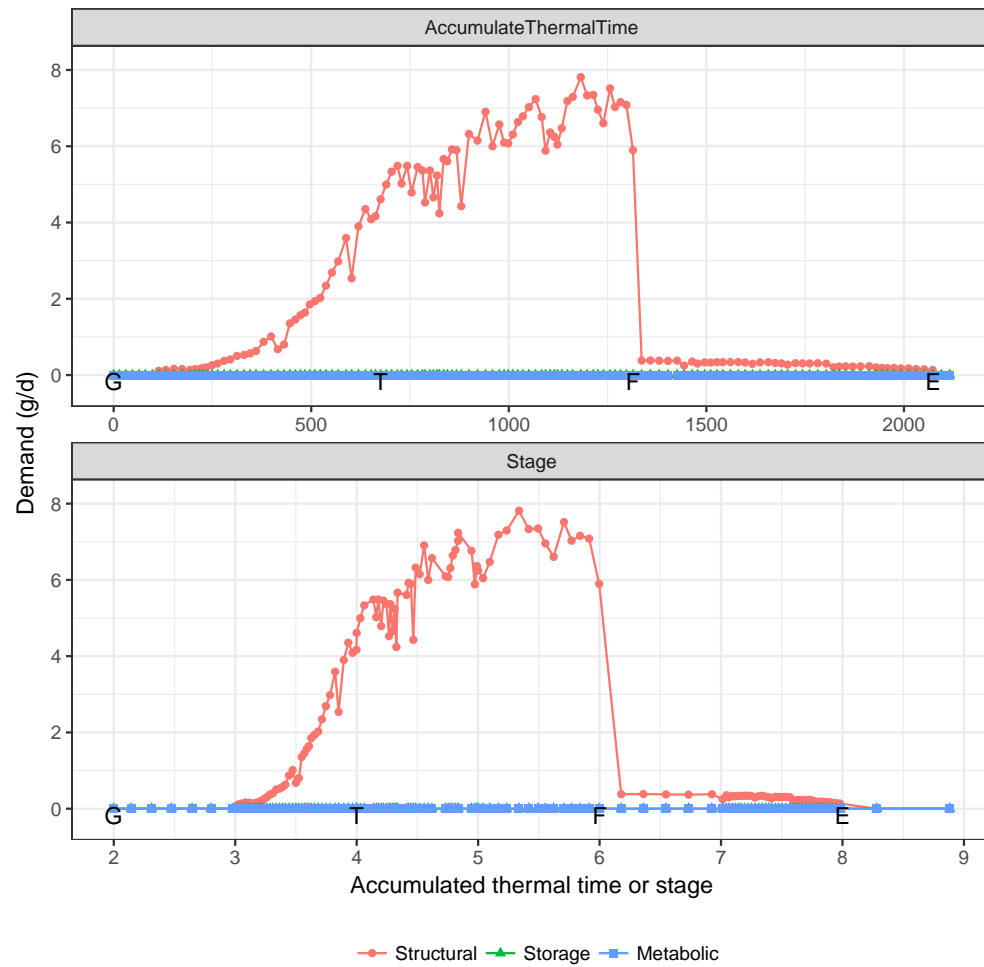 AccumulateThermalTime
8
6
4
2
0
G T F E
0 500 1000 1500 2000
Demand (g/d)
Stage
8
6
4
2
0
G T F E
2 3 4 5 6 7 8 9
Accumulated thermal time or stage
Structural Storage Metabolic